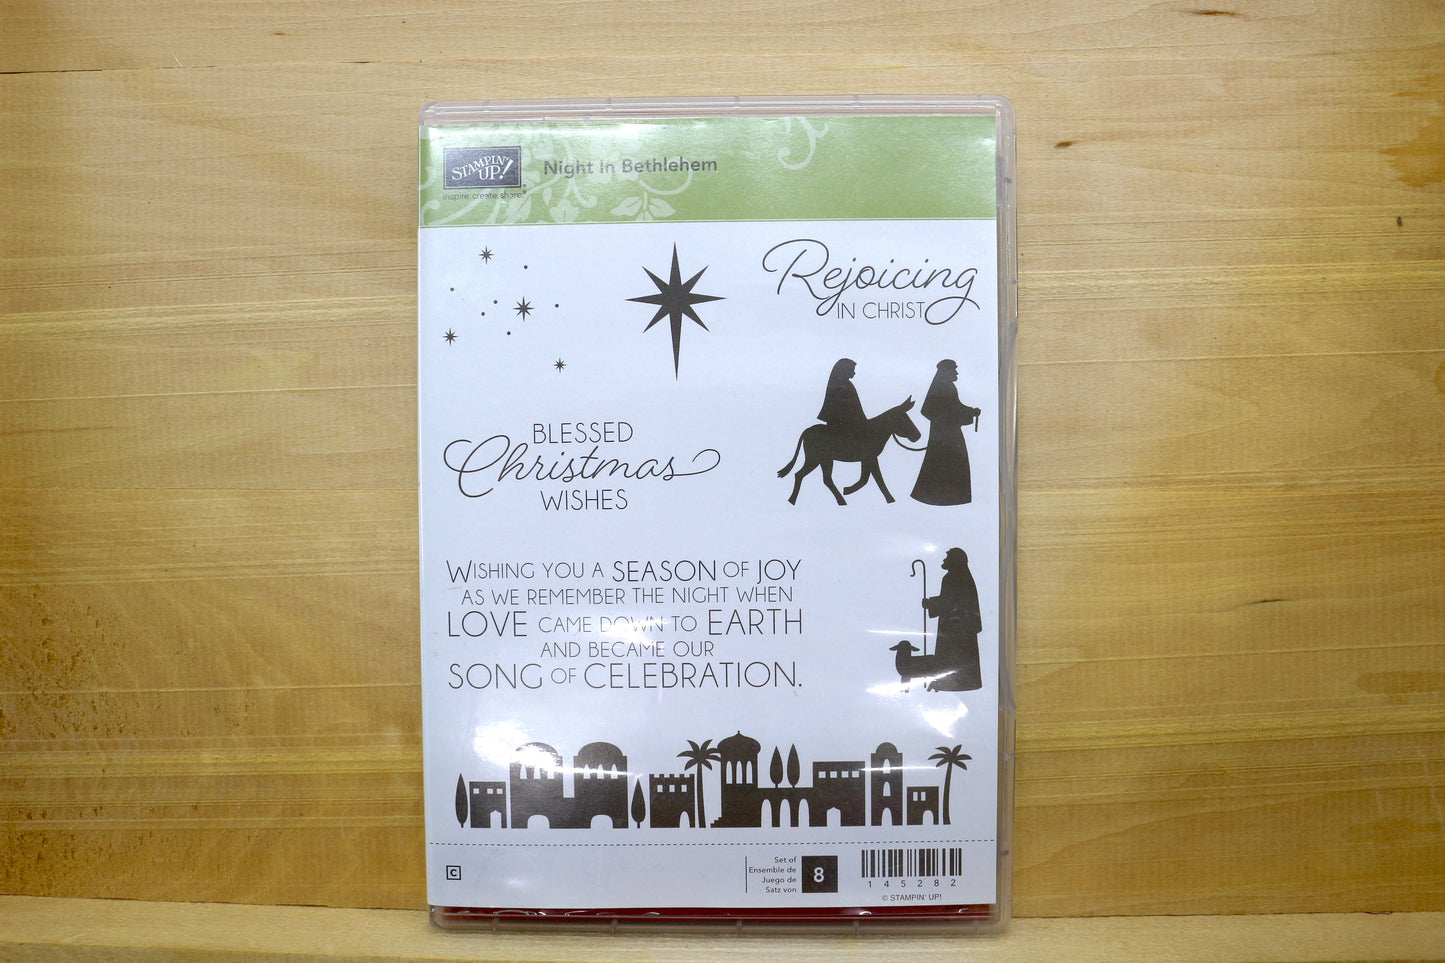 STAMPIN' UP!
inspire. create. share.
Night In Bethlehem
Rejoicing
IN CHRIST
BLESSED
Christmas
WISHES
WISHING YOU A SEASON OF JOY
AS WE REMEMBER THE NIGHT WHEN
LOVE CAME DOWN TO EARTH
AND BECAME OUR
SONG OF CELEBRATION.
C
Set of
Ensemble de
Juego de
Satz von
8
145282
© STAMPIN' UP!